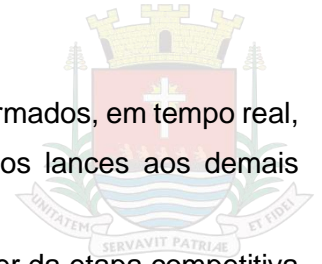 rmados, em tempo real,
os lances aos demais
UNITATEM ET FIDEI
SERVAVIT PATRIAE
er da etapa competitiva